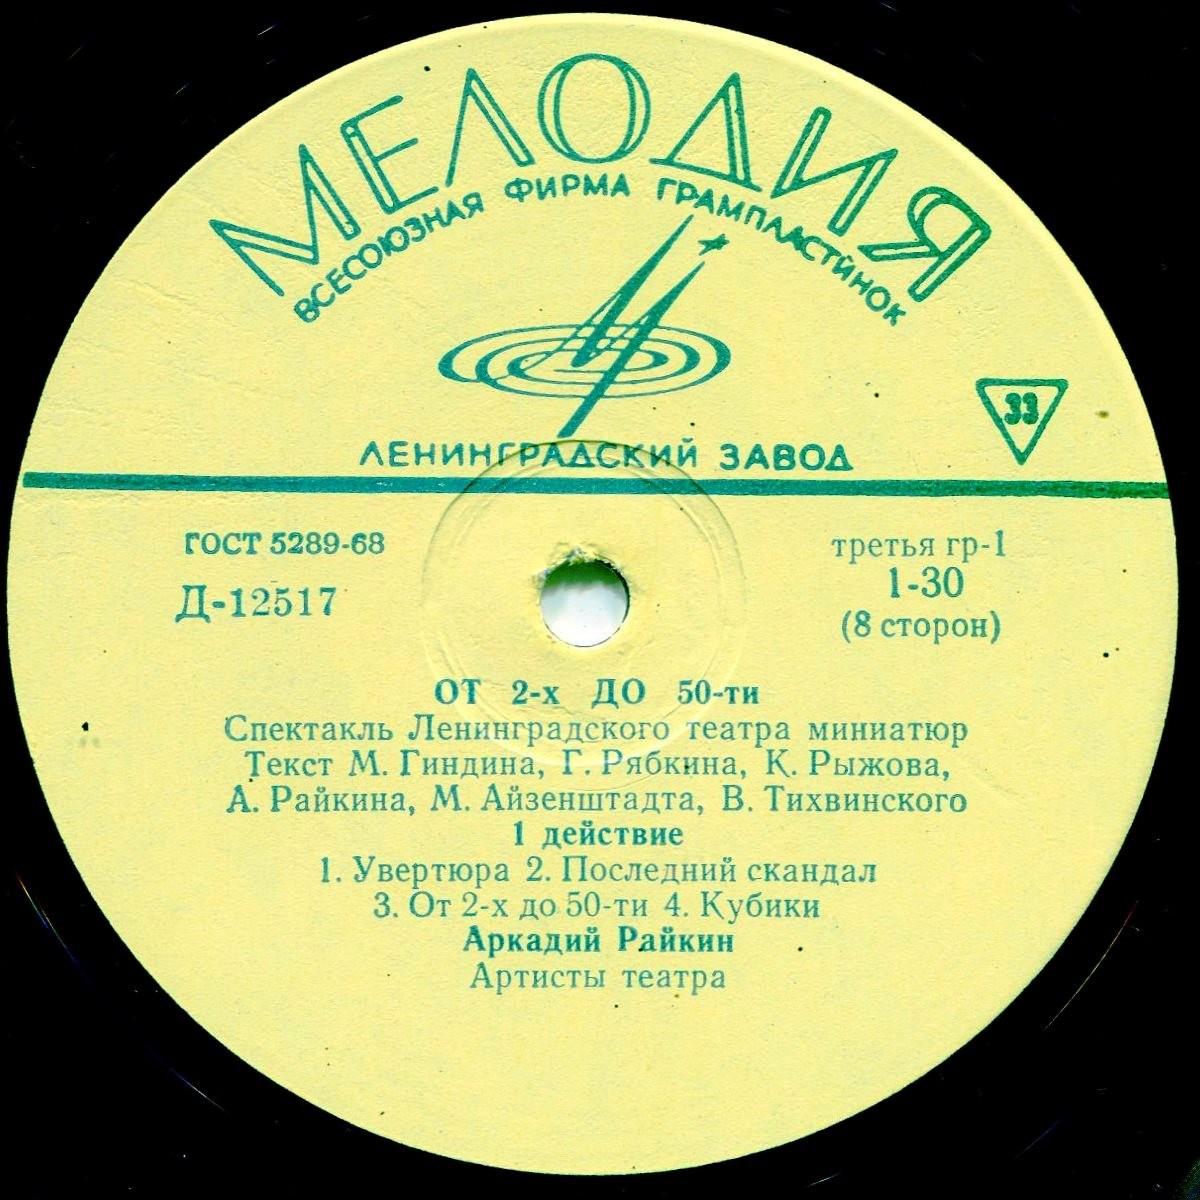 МЕЛОДИЯ
ВСЕСОЮЗНАЯ ФИРМА ГРАМПЛАСТИНОК
33
ЛЕНИНГРАДСКИЙ ЗАВОД
ГОСТ 5289-68
третья гр-1
Д-12517
1-30
(8 сторон)
ОТ 2-х ДО 50-ти
Спектакль Ленинградского театра миниатюр
Текст М. Гиндина, Г. Рябкина, К. Рыжова,
А. Райкина, М. Айзенштадта, В. Тихвинского
1 действие
1. Увертюра 2. Последний скандал
3. От 2-х до 50-ти 4. Кубики
Аркадий Райкин
Артисты театра